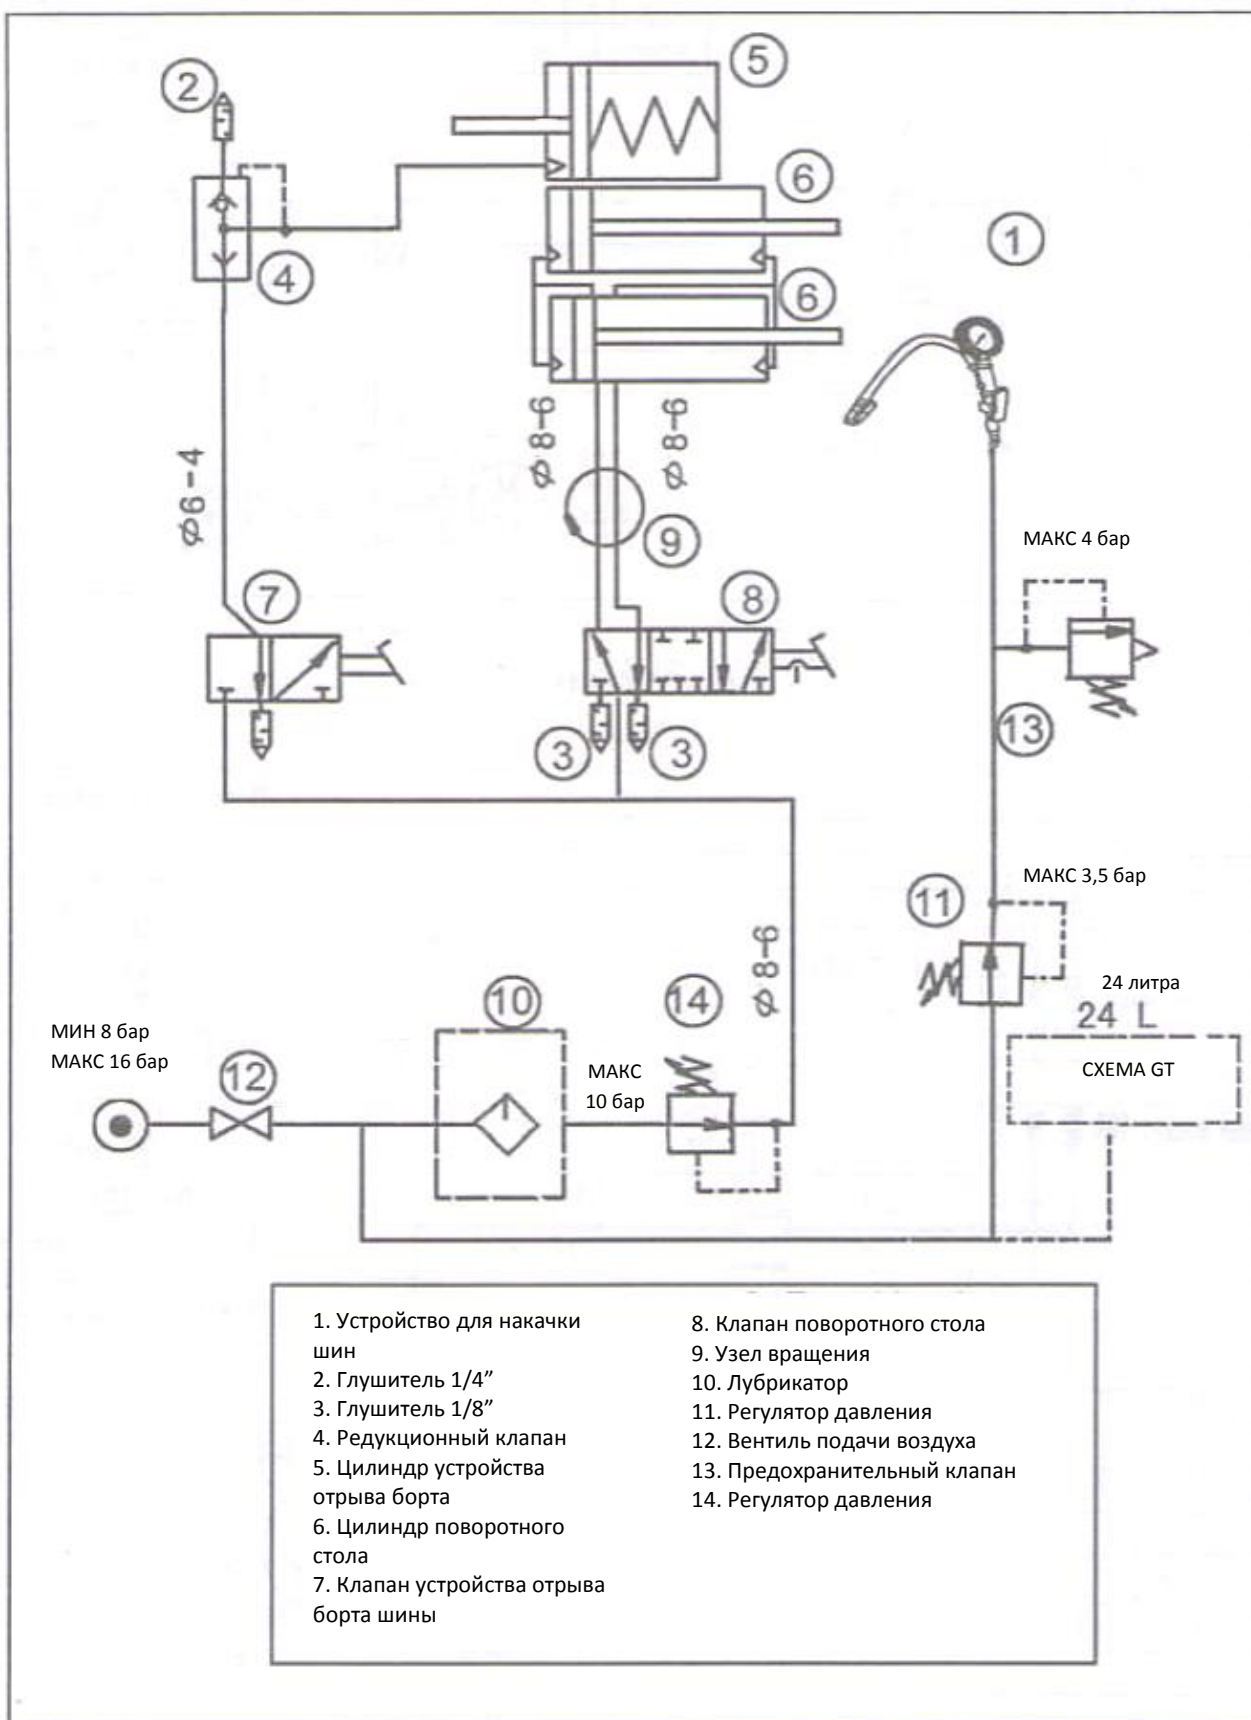 2
5
6
1
4
6
Ø 8-6
Ø 8-6
Ø6-4
9
МАКС 4 бар
7
8
13
3
3
МАКС 3,5 бар
11
Ø 8-6
24 литра
10
14
24 L
МИН 8 бар
МАКС 16 бар
12
МАКС
10 бар
СХЕМА GT
1. Устройство для накачки
шин
2. Глушитель 1/4”
3. Глушитель 1/8”
4. Редукционный клапан
5. Цилиндр устройства
отрыва борта
6. Цилиндр поворотного
стола
7. Клапан устройства отрыва
борта шины
8. Клапан поворотного стола
9. Узел вращения
10. Лубрикатор
11. Регулятор давления
12. Вентиль подачи воздуха
13. Предохранительный клапан
14. Регулятор давления